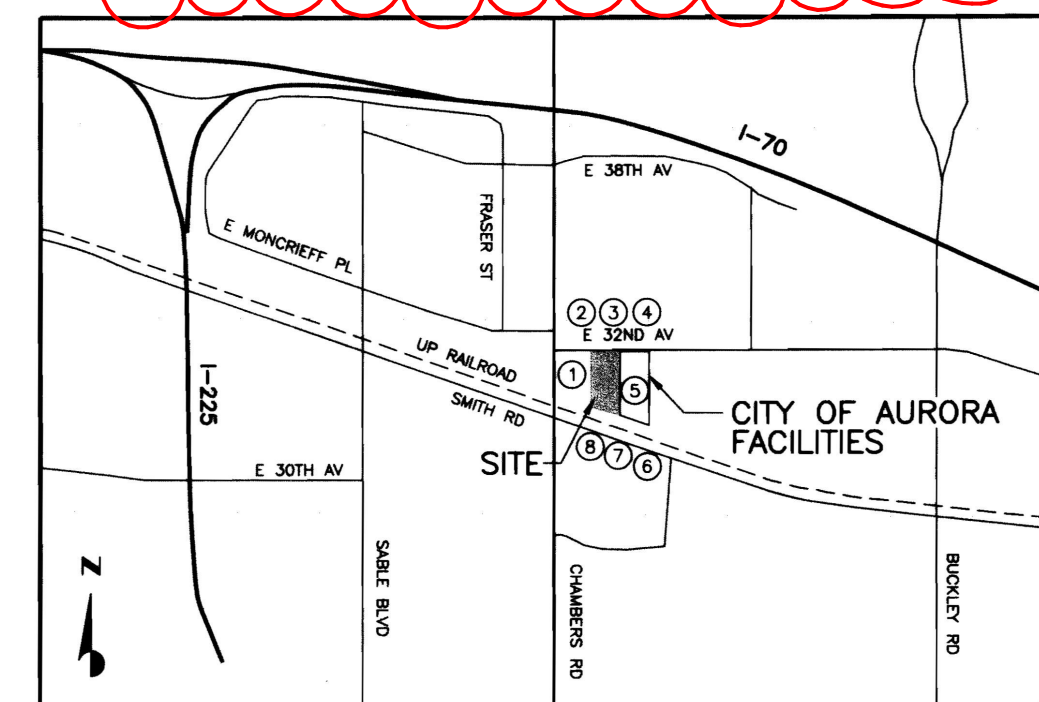 I-70
E 38TH AV
FRASER ST
E MONCRIEFF PL
2 3 4
E 32ND AV
UP RAILROAD
1
5
I-225
SMITH RD
CITY OF AURORA
FACILITIES
8 7 6
SITE
E 30TH AV
N
SABLE BLVD
CHAMBERS RD
BUCKLEY RD